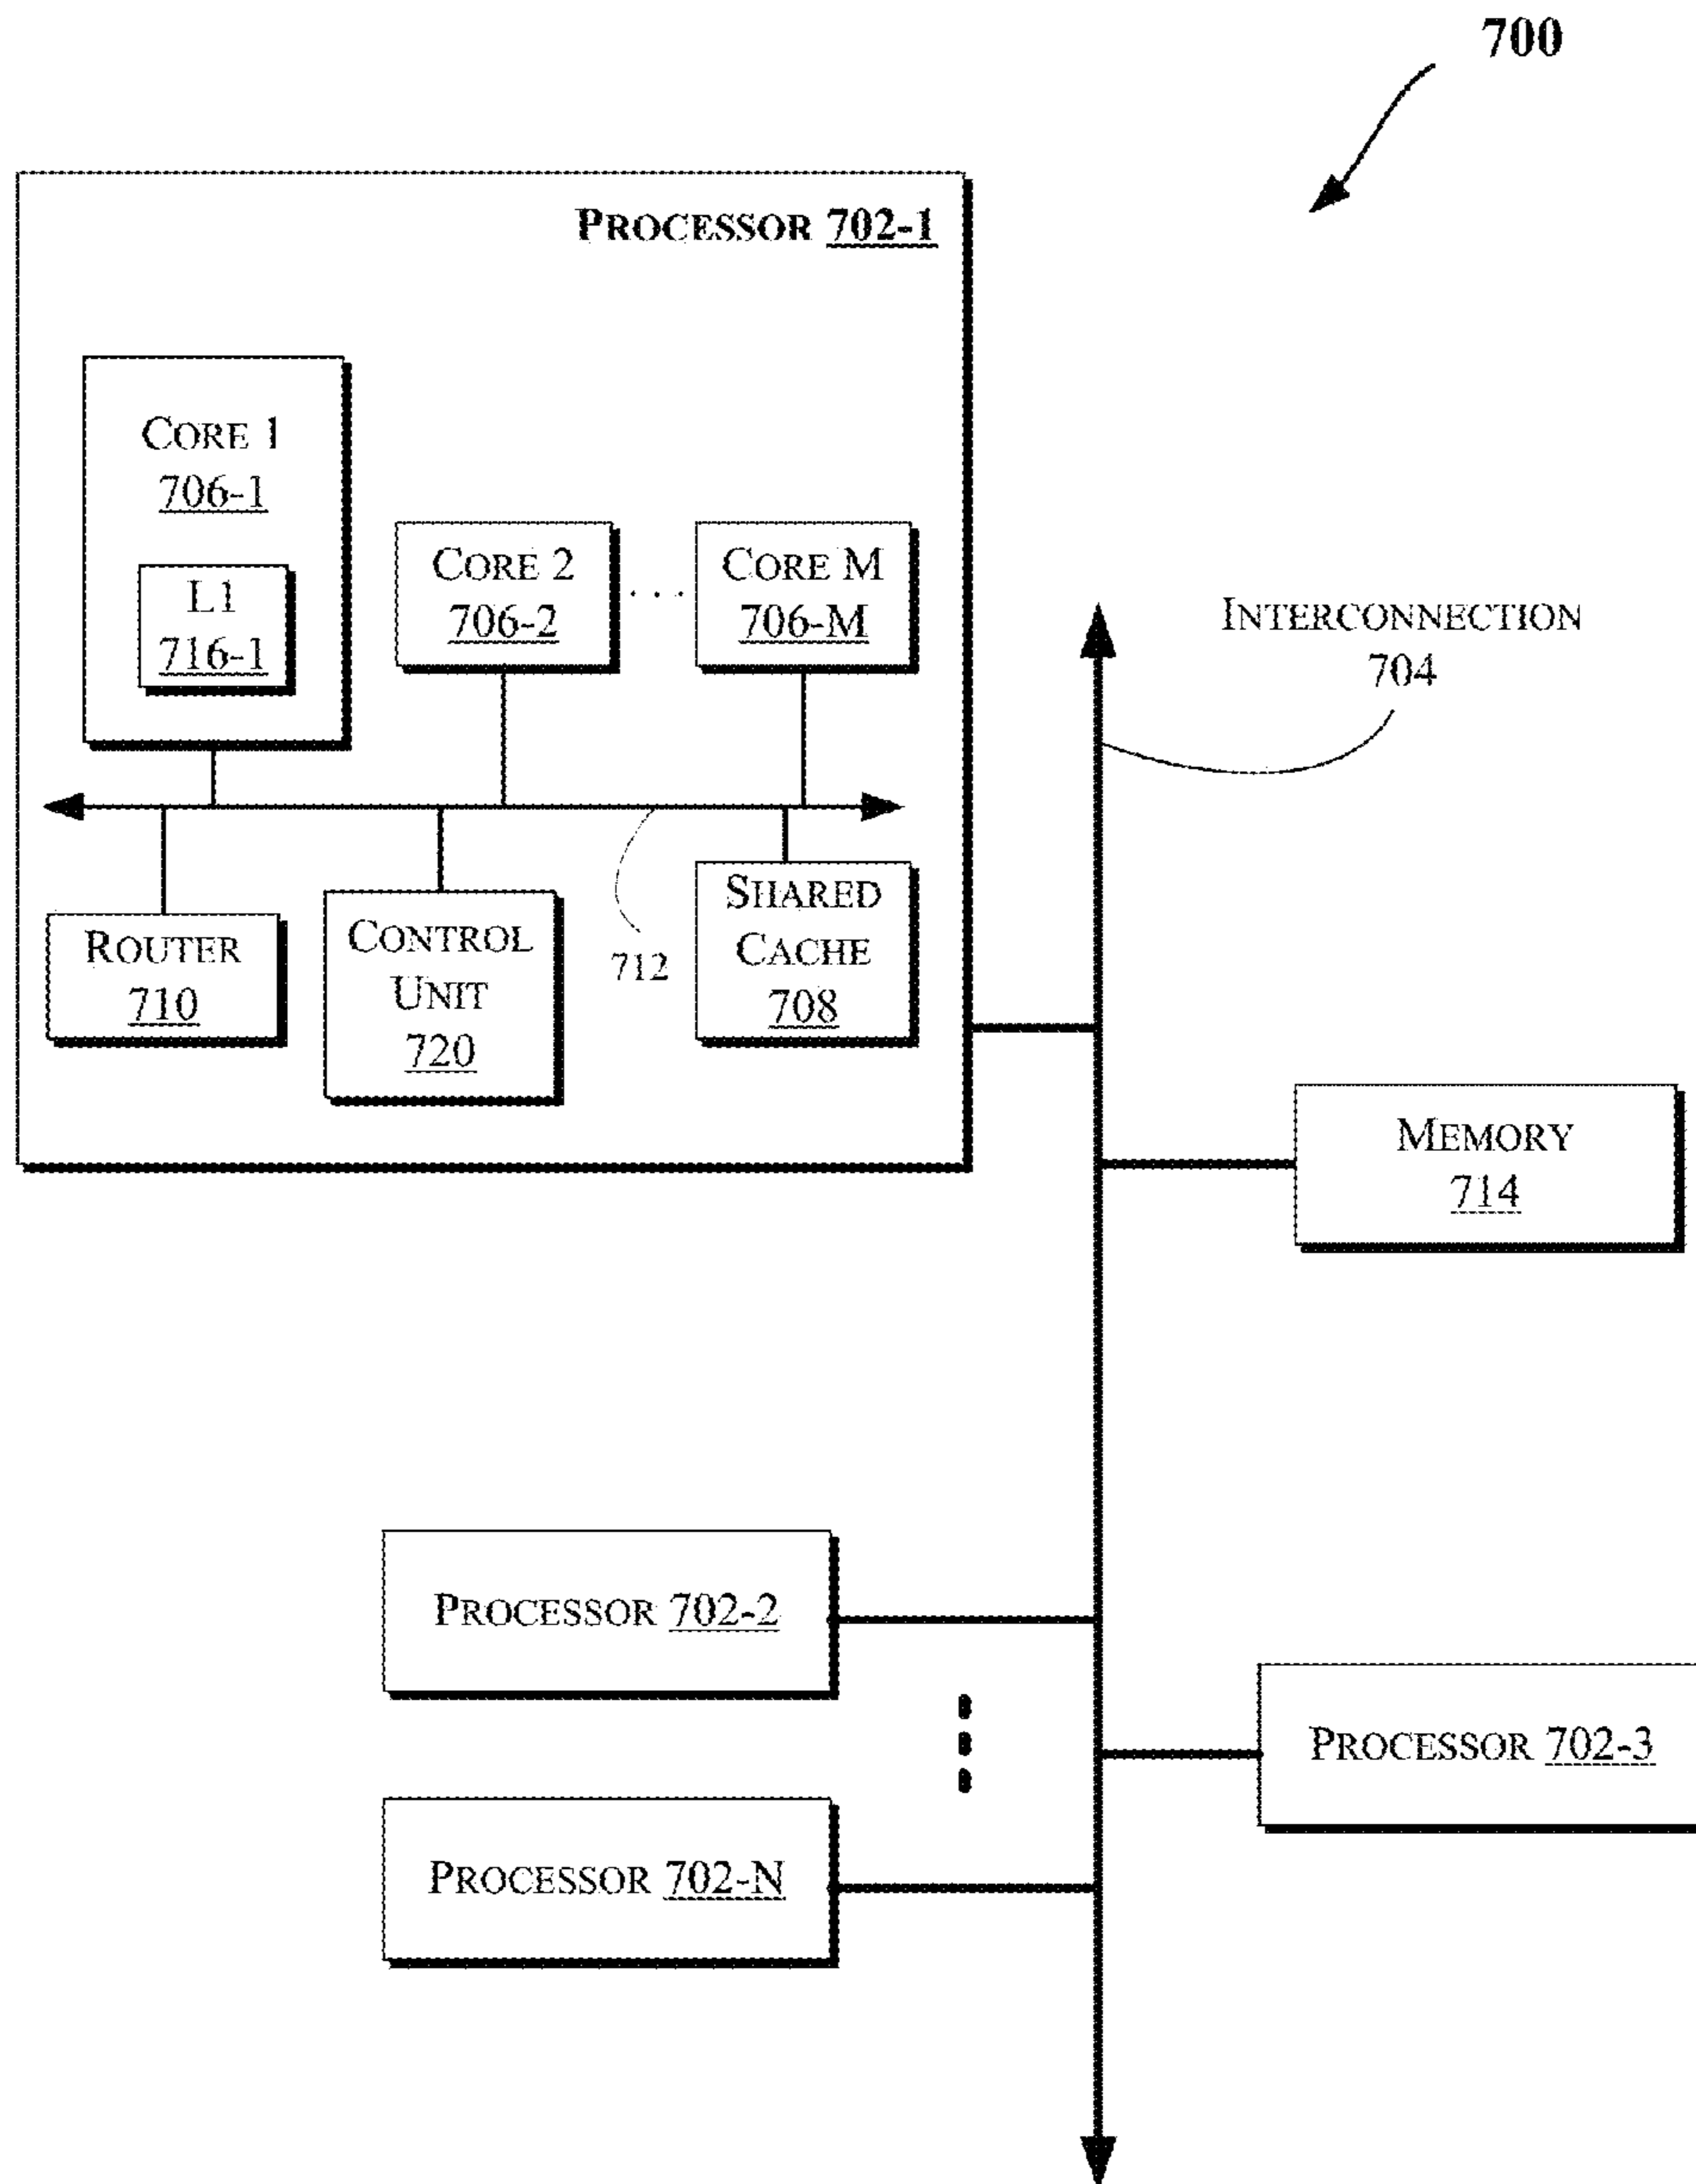 700
PROCESSOR 702-1
CORE 1
706-1
L1
716-1
CORE 2
706-2
. . .
CORE M
706-M
INTERCONNECTION
704
ROUTER
710
CONTROL
UNIT
720
712
SHARED
CACHE
708
MEMORY
714
PROCESSOR 702-2
PROCESSOR 702-3
PROCESSOR 702-N